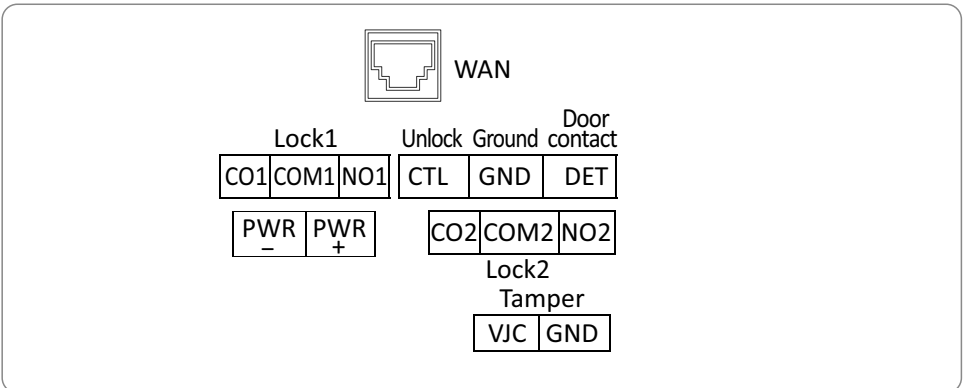 WAN
Lock1 Unlock Ground Door contact
CO1 COM1 NO1 CTL GND DET
PWR − PWR +
CO2 COM2 NO2
Lock2
Tamper
VJC GND